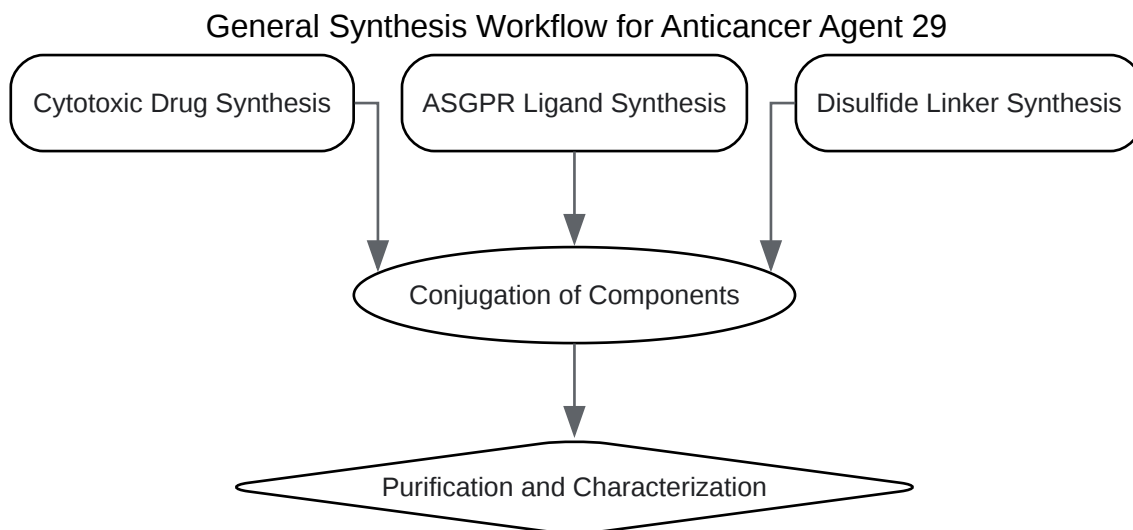 General Synthesis Workflow for Anticancer Agent 29
Cytotoxic Drug Synthesis
ASGPR Ligand Synthesis
Disulfide Linker Synthesis
Conjugation of Components
Purification and Characterization